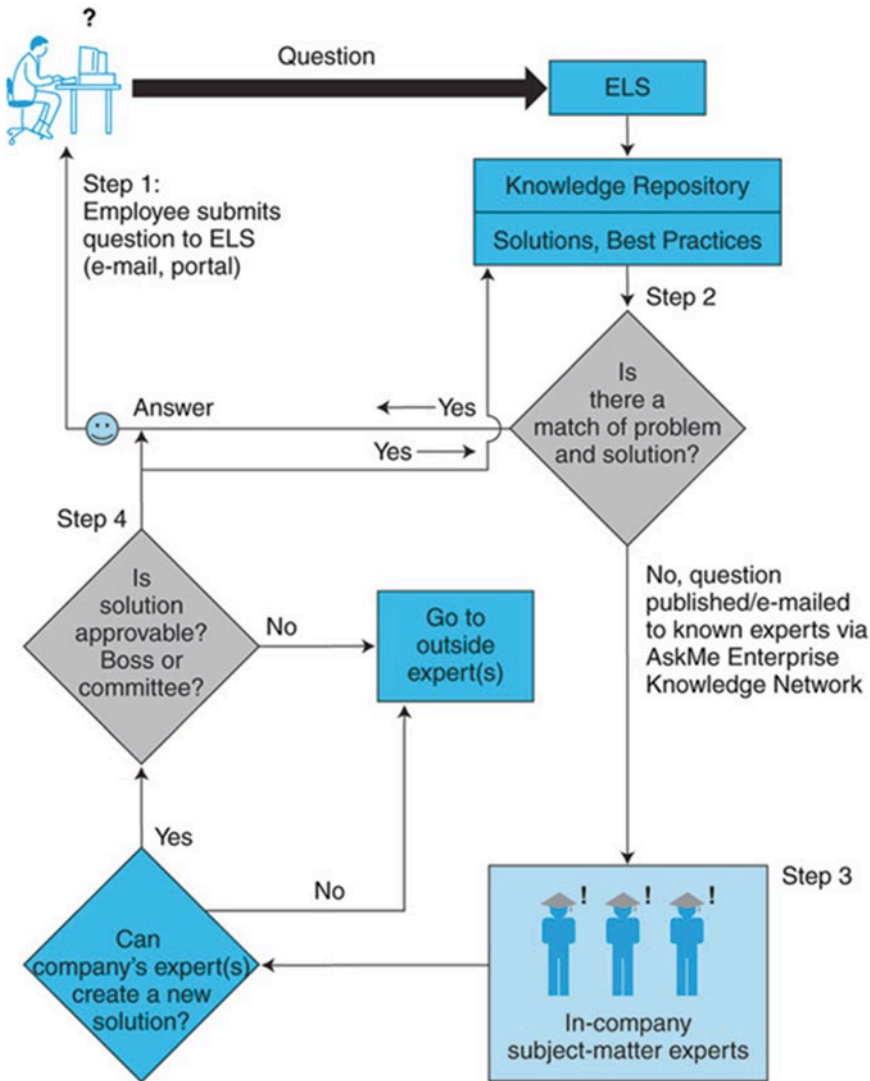 ?
Question
ELS
Step 1:
Employee submits
question to ELS
(e-mail, portal)
Knowledge Repository
Solutions, Best Practices
Step 2
Is
there a
match of problem
and solution?
Answer
Yes
Yes
Step 4
Is
solution
approvable?
Boss or
committee?
No
Go to
outside
expert(s)
No, question
published/e-mailed
to known experts via
AskMe Enterprise
Knowledge Network
Yes
No
Can
company's expert(s)
create a new
solution?
Step 3
! ! !
In-company
subject-matter experts